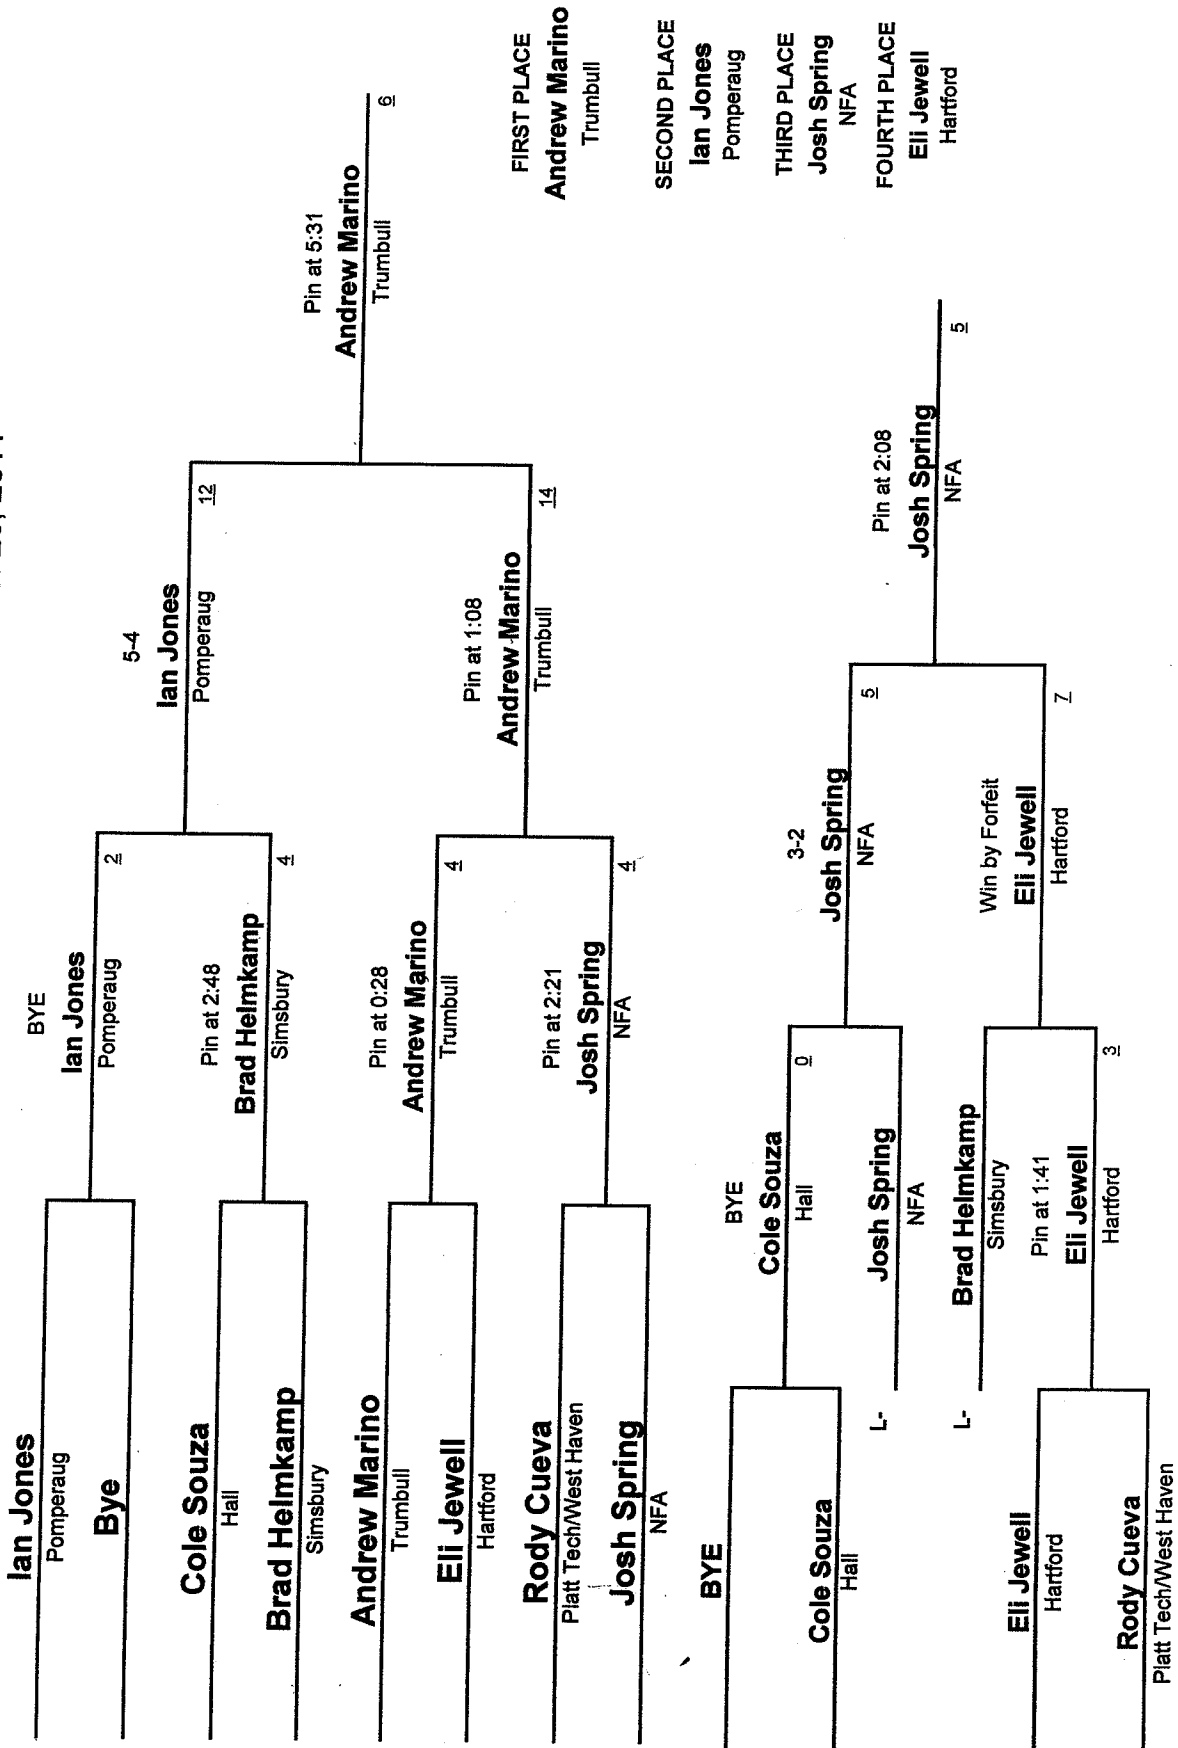 Ian Jones
Pomperaug
Bye
Cole Souza
Hall
Brad Helmkamp
Simsbury
Andrew Marino
Trumbull
Eli Jewell
Hartford
Rody Cueva
Platt Tech/West Haven
Josh Spring
NFA
BYE
Ian Jones
Pomperaug
2
Pin at 2:48
Brad Helmkamp
Simsbury
4
Pin at 0:28
Andrew Marino
Trumbull
4
Pin at 2:21
Josh Spring
NFA
4
5-4
Ian Jones
Pomperaug
12
Pin at 1:08
Andrew Marino
Trumbull
14
Pin at 5:31
Andrew Marino
Trumbull
6
BYE
Cole Souza
Hall
Eli Jewell
Hartford
Rody Cueva
Platt Tech/West Haven
BYE
Cole Souza
Hall
0
L-
Josh Spring
NFA
L-
Brad Helmkamp
Simsbury
Pin at 1:41
Eli Jewell
Hartford
3
3-2
Josh Spring
NFA
5
Win by Forfeit
Eli Jewell
Hartford
7
Pin at 2:08
Josh Spring
NFA
5
FIRST PLACE
Andrew Marino
Trumbull
SECOND PLACE
Ian Jones
Pomperaug
THIRD PLACE
Josh Spring
NFA
FOURTH PLACE
Eli Jewell
Hartford